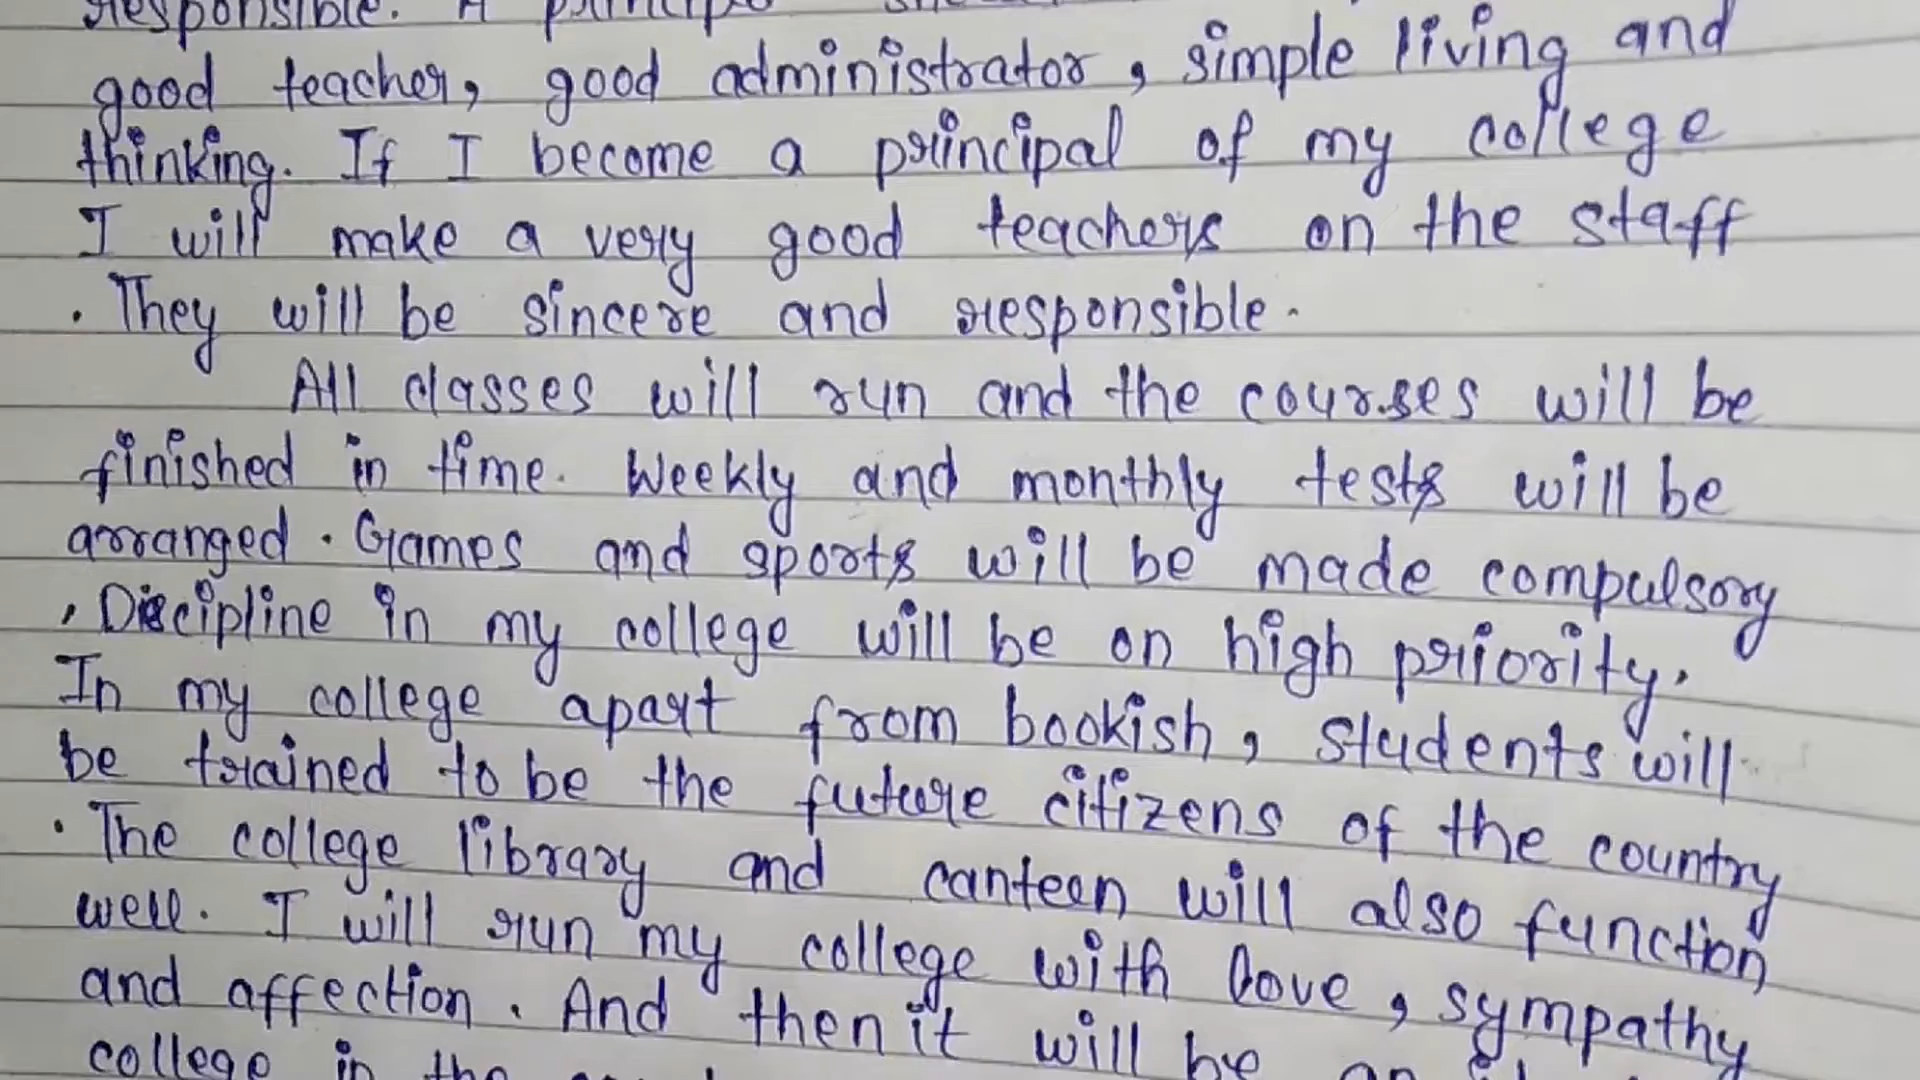 responsible. A
good teacher, good administrator, simple living and
thinking. If I become a principal of my college
I will make a very good teachers on the staff
. They will be sincere and responsible.
All classes will run and the courses will be
finished in time. Weekly and monthly tests will be
arranged. Games and sports will be made compulsory
. Discipline in my college will be on high priority.
In my college apart from bookish, students will
be trained to be the future citizens of the country
. The college library and canteen will also function
well. I will run my college with love, sympathy
and affection. And then it will be an
college in the